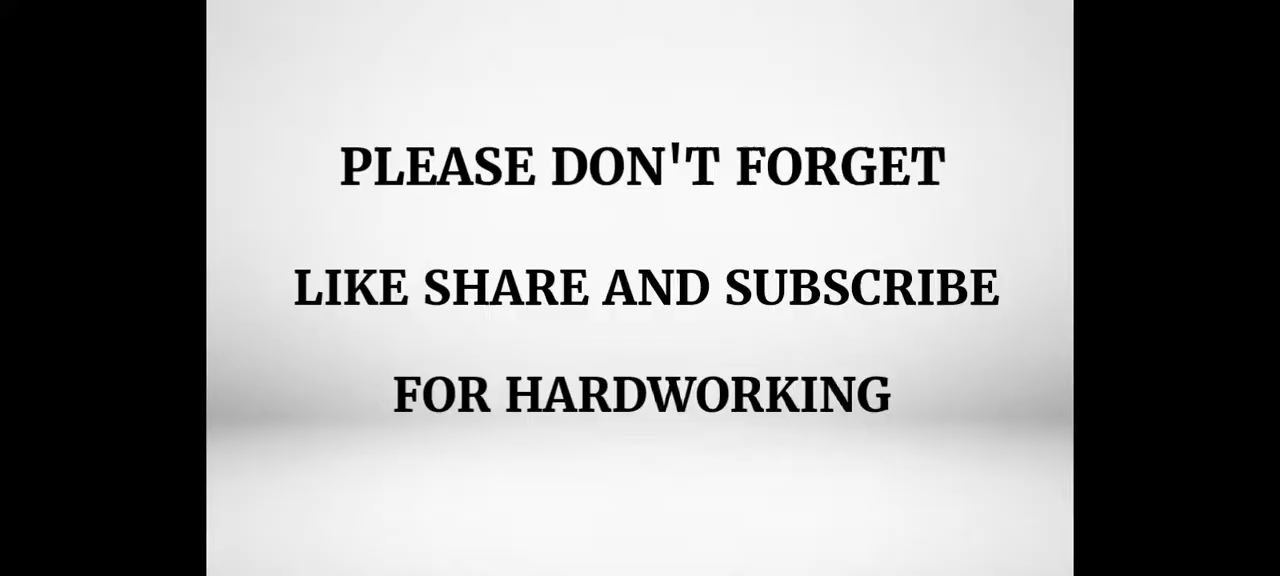 PLEASE DON'T FORGET
LIKE SHARE AND SUBSCRIBE
FOR HARDWORKING